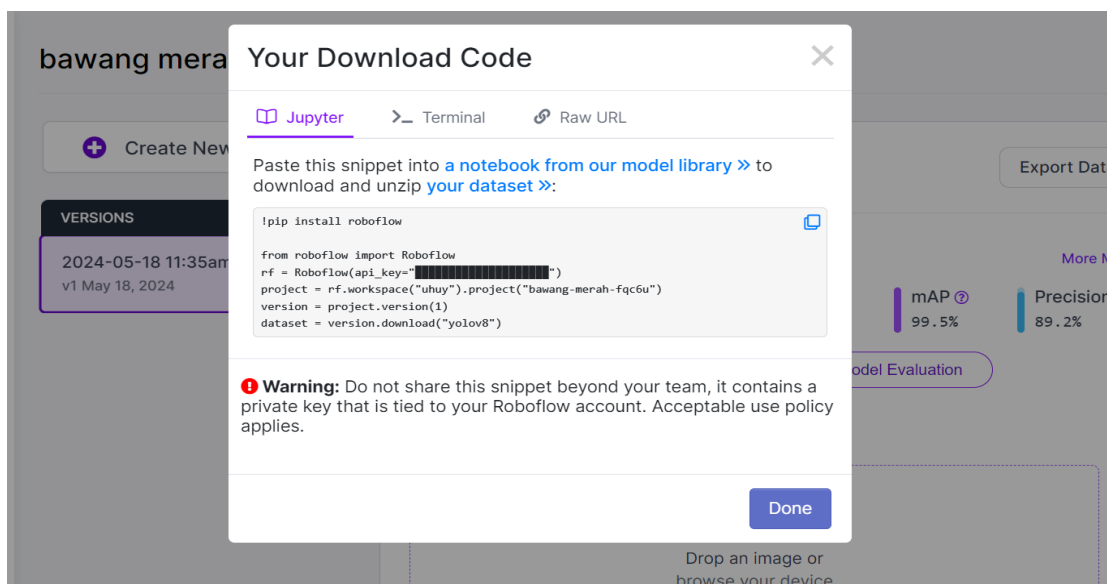 bawang mera
Your Download Code
Jupyter
Terminal
Raw URL
Create New
Paste this snippet into a notebook from our model library » to
download and unzip your dataset »:
Export Dat
VERSIONS
2024-05-18 11:35am
v1 May 18, 2024
!pip install roboflow
from roboflow import Roboflow
rf = Roboflow(api_key="████████████████████")
project = rf.workspace("uhuy").project("bawang-merah-fqc6u")
version = project.version(1)
dataset = version.download("yolov8")
More M
mAP
99.5%
Precision
89.2%
odel Evaluation
Warning: Do not share this snippet beyond your team, it contains a
private key that is tied to your Roboflow account. Acceptable use policy
applies.
Done
Drop an image or
browse your device